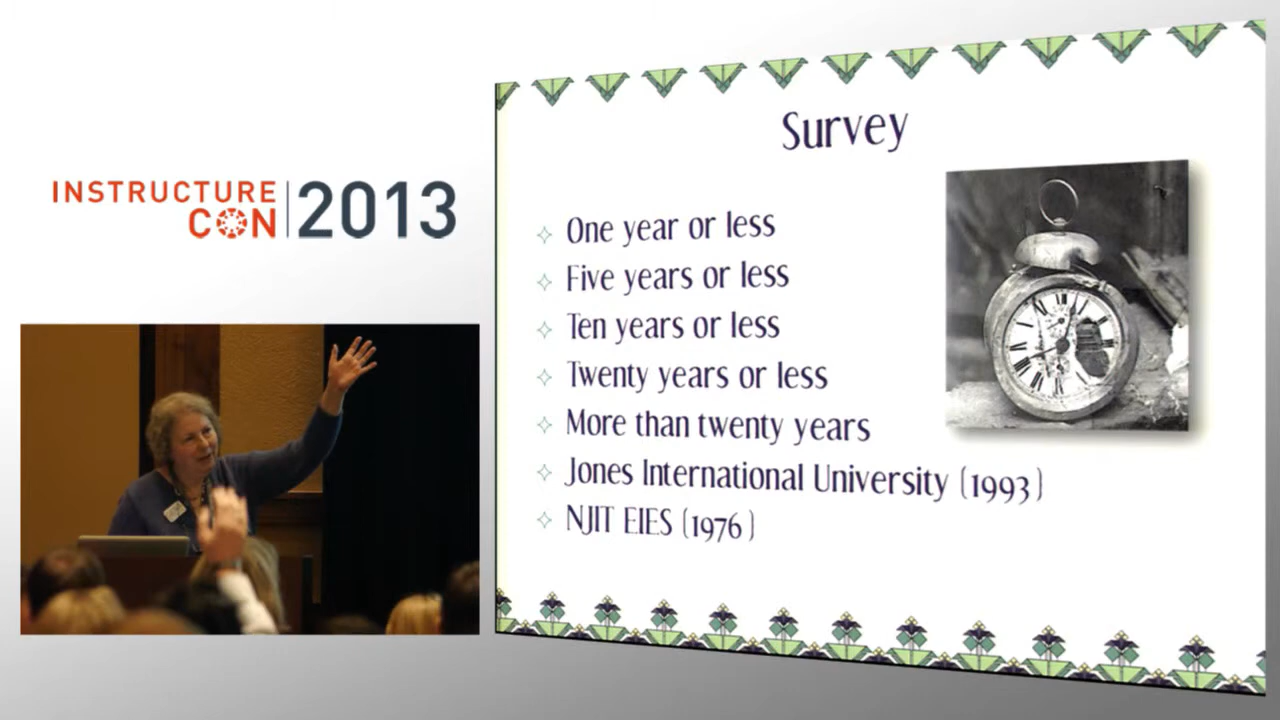 INSTRUCTURE
CON 2013
Survey
One year or less
Five years or less
Ten years or less
Twenty years or less
More than twenty years
Jones International University (1993)
NJIT EIES (1976)